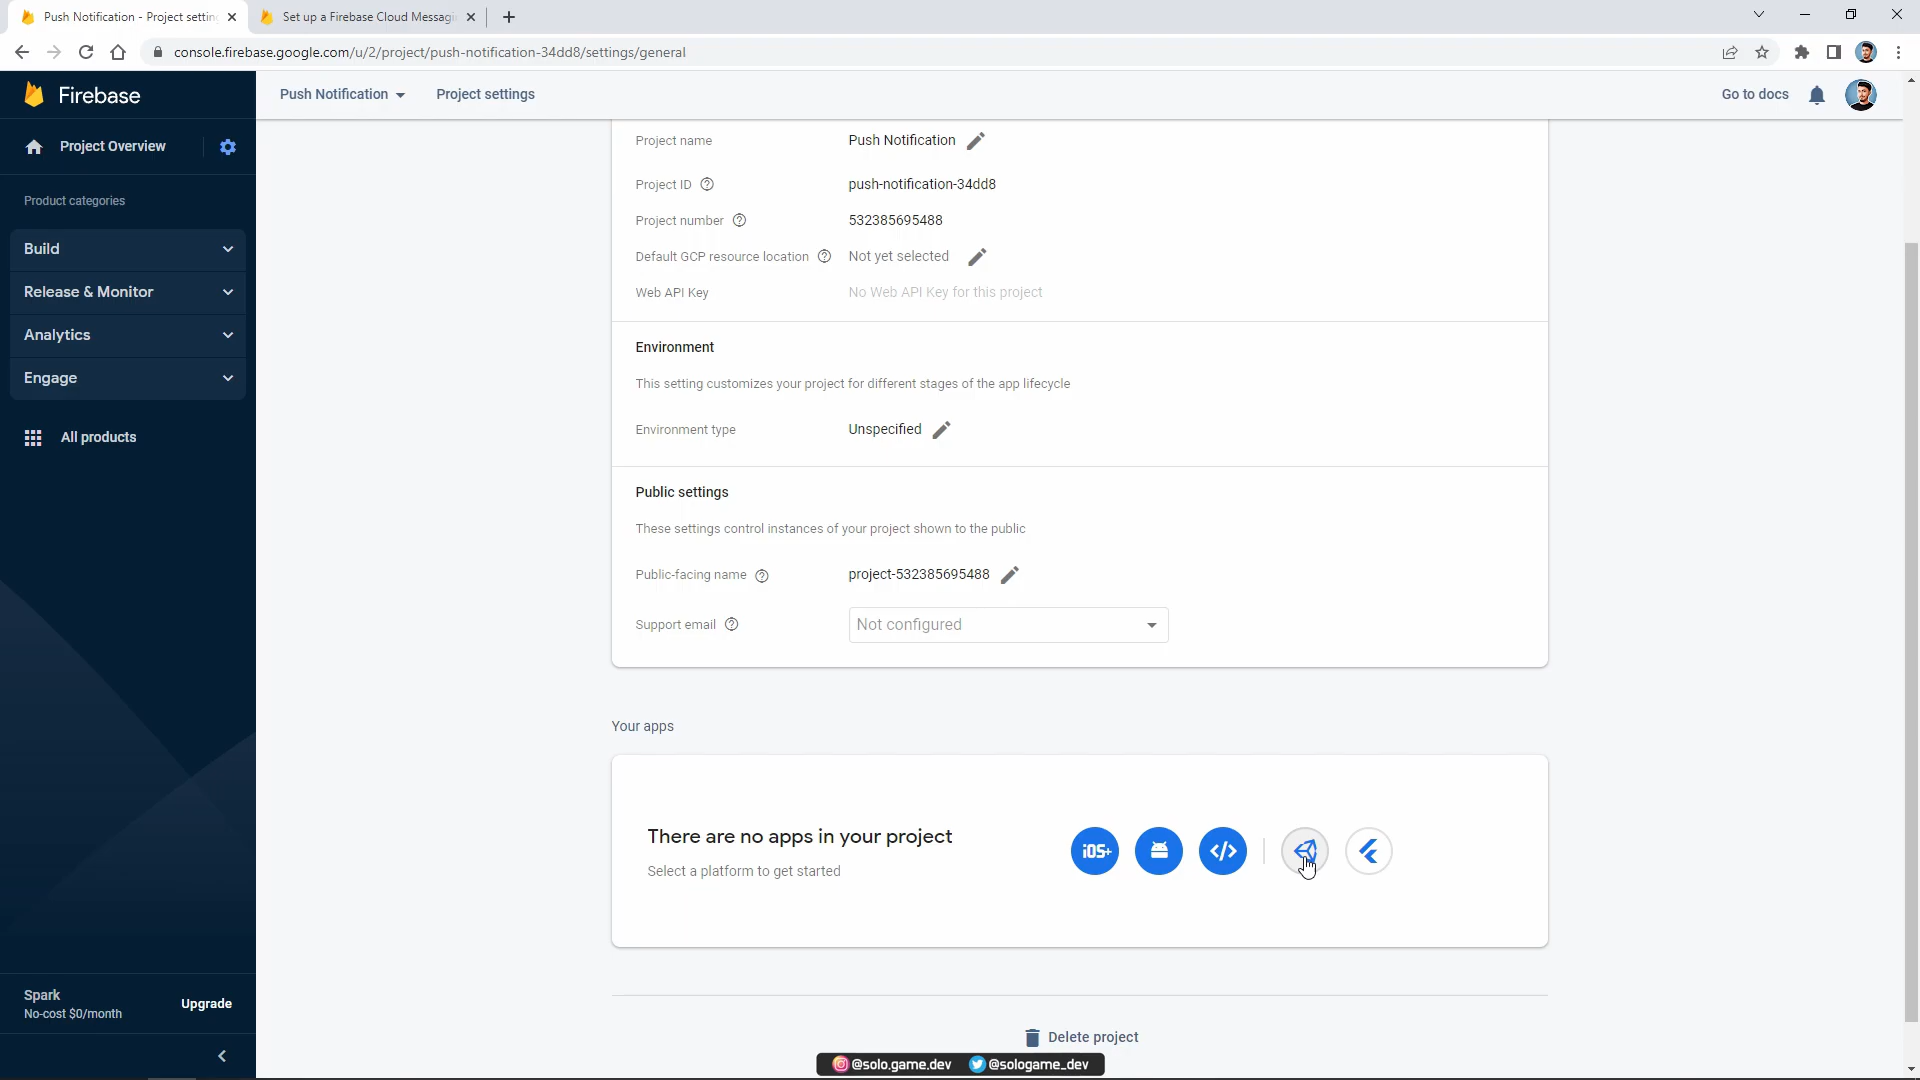 Push Notification - Project settin
Set up a Firebase Cloud Messagi
console.firebase.google.com/u/2/project/push-notification-34dd8/settings/general
Firebase
Push Notification
Project settings
Go to docs
Project Overview
Product categories
Build
Release & Monitor
Analytics
Engage
All products
Project name
Push Notification
Project ID
push-notification-34dd8
Project number
532385695488
Default GCP resource location
Not yet selected
Web API Key
No Web API Key for this project
Environment
This setting customizes your project for different stages of the app lifecycle
Environment type
Unspecified
Public settings
These settings control instances of your project shown to the public
Public-facing name
project-532385695488
Support email
Not configured
Your apps
There are no apps in your project
Select a platform to get started
iOS+
</>
Spark
No-cost $0/month
Upgrade
Delete project
@solo.game.dev
@sologame_dev